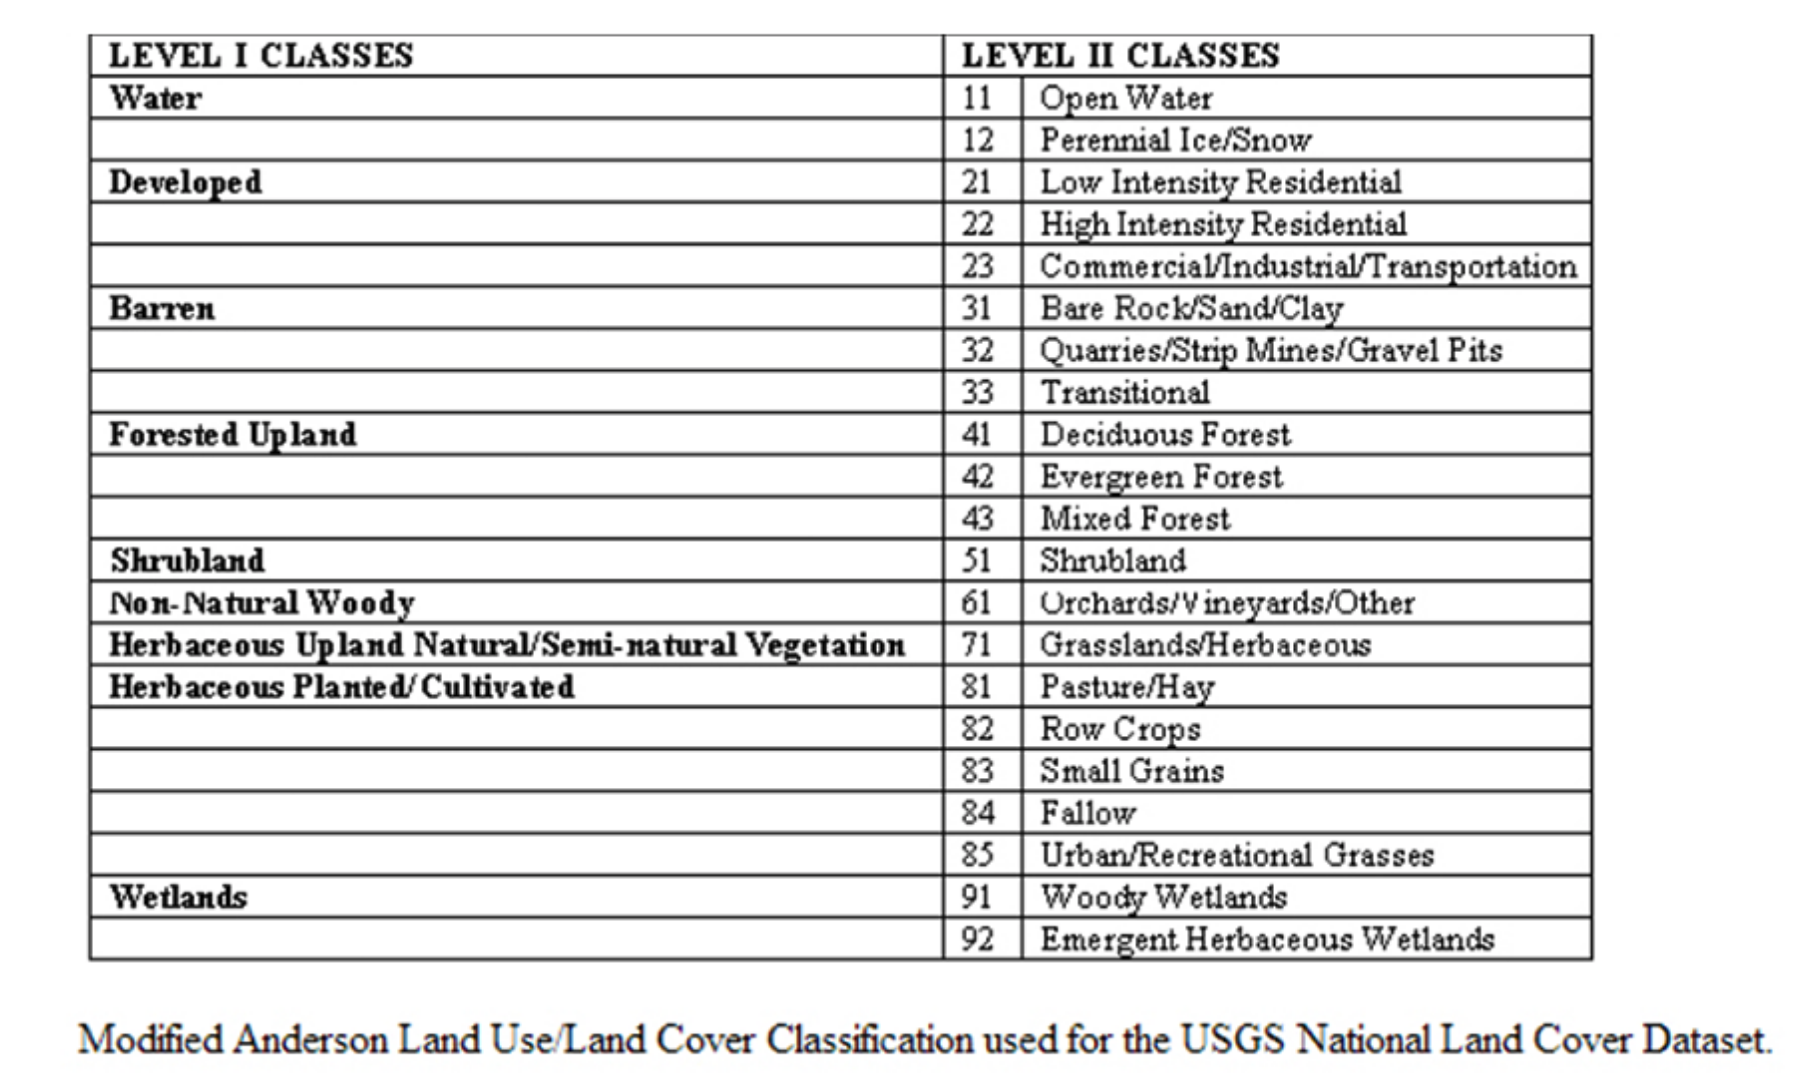 LEVEL I CLASSES LEVEL II CLASSES
Water 11 Open Water
12 Perennial Ice/Snow
Developed 21 Low Intensity Residential
22 High Intensity Residential
23 Commercial/Industrial/Transportation
Barren 31 Bare Rock/Sand/Clay
32 Quarries/Strip Mines/Gravel Pits
33 Transitional
Forested Upland 41 Deciduous Forest
42 Evergreen Forest
43 Mixed Forest
Shrubland 51 Shrubland
Non-Natural Woody 61 Orchards/Vineyards/Other
Herbaceous Upland Natural/Semi-natural Vegetation 71 Grasslands/Herbaceous
Herbaceous Planted/Cultivated 81 Pasture/Hay
82 Row Crops
83 Small Grains
84 Fallow
85 Urban/Recreational Grasses
Wetlands 91 Woody Wetlands
92 Emergent Herbaceous Wetlands
Modified Anderson Land Use/Land Cover Classification used for the USGS National Land Cover Dataset.